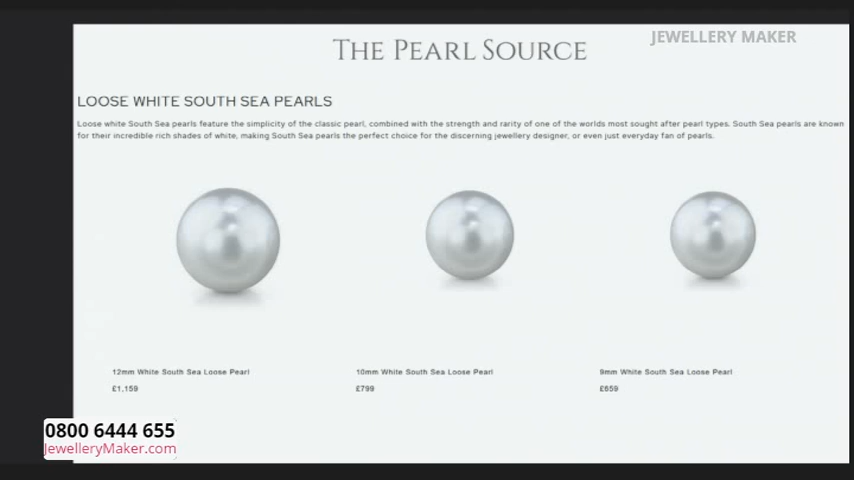 JEWELLERY MAKER
THE PEARL SOURCE
LOOSE WHITE SOUTH SEA PEARLS
Loose white South Sea pearls feature the simplicity of the classic pearl, combined with the strength and rarity of one of the worlds most sought after pearl types. South Sea pearls are known
for their incredible rich shades of white, making South Sea pearls the perfect choice for the discerning jewellery designer, or even just everyday fan of pearls.
12mm White South Sea Loose Pearl
£1,159
10mm White South Sea Loose Pearl
£799
9mm White South Sea Loose Pearl
£659
0800 6444 655
JewelleryMaker.com